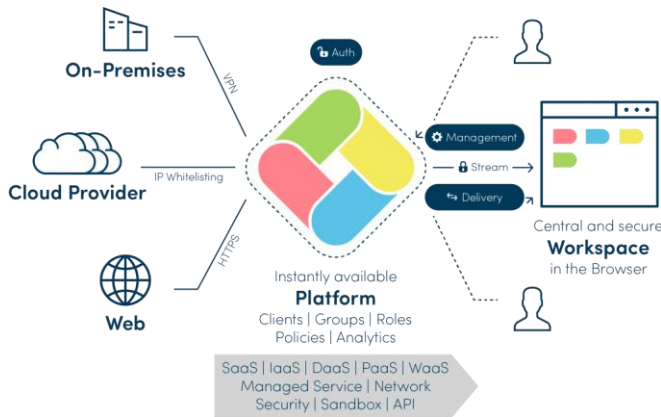 On-Premises
VPN
Cloud Provider
IP Whitelisting
Web
HTTPS
Auth
Management
Stream
Delivery
Instantly available
Platform
Clients | Groups | Roles
Policies | Analytics
SaaS | IaaS | DaaS | PaaS | WaaS
Managed Service | Network
Security | Sandbox | API
Central and secure
Workspace
in the Browser